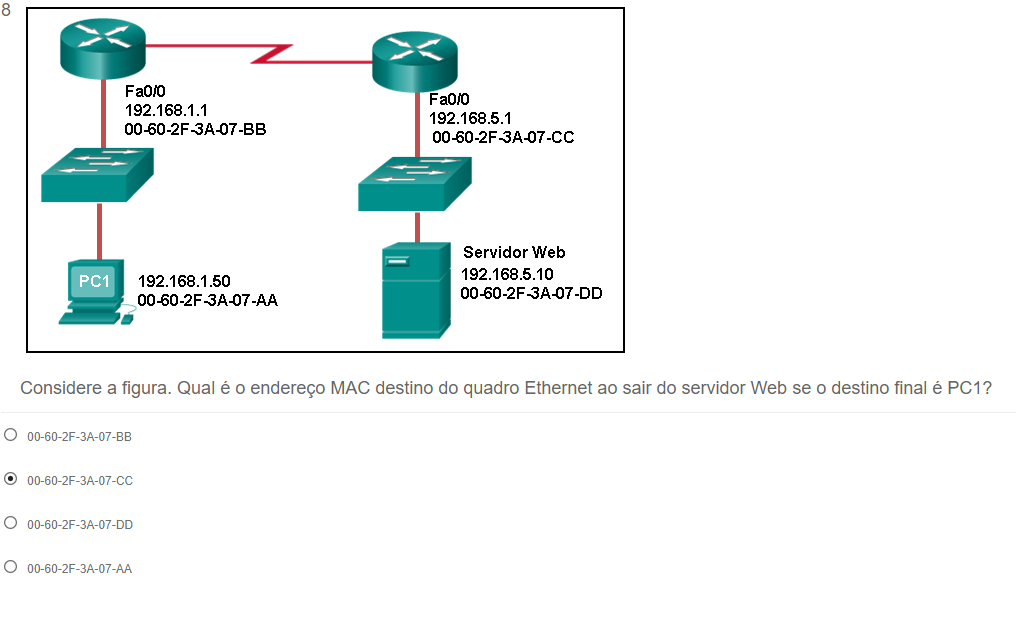 8
Fa0/0
192.168.1.1
00-60-2F-3A-07-BB
Fa0/0
192.168.5.1
00-60-2F-3A-07-CC
PC1
192.168.1.50
00-60-2F-3A-07-AA
Servidor Web
192.168.5.10
00-60-2F-3A-07-DD
Considere a figura. Qual é o endereço MAC destino do quadro Ethernet ao sair do servidor Web se o destino final é PC1?
00-60-2F-3A-07-BB
00-60-2F-3A-07-CC
00-60-2F-3A-07-DD
00-60-2F-3A-07-AA